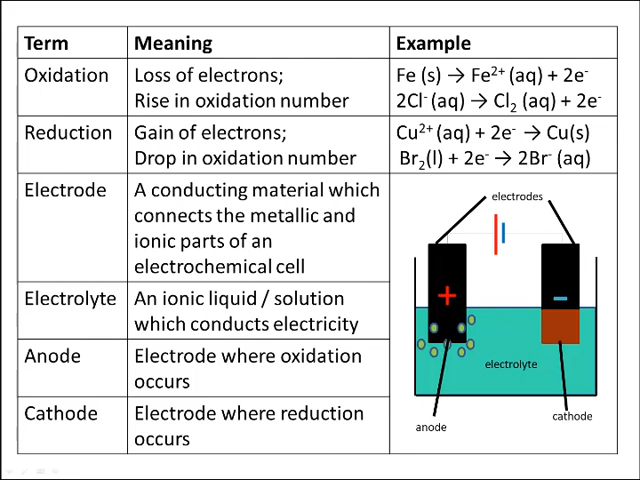 Term Meaning Example
Oxidation Loss of electrons; Fe (s) → Fe²⁺ (aq) + 2e⁻
Rise in oxidation number 2Cl⁻ (aq) → Cl₂ (aq) + 2e⁻
Reduction Gain of electrons; Cu²⁺ (aq) + 2e⁻ → Cu(s)
Drop in oxidation number Br₂(l) + 2e⁻ → 2Br⁻ (aq)
Electrode A conducting material which
connects the metallic and
ionic parts of an
electrochemical cell
Electrolyte An ionic liquid / solution
which conducts electricity
Anode Electrode where oxidation
occurs
Cathode Electrode where reduction
occurs
electrodes
+ –
electrolyte
anode
cathode